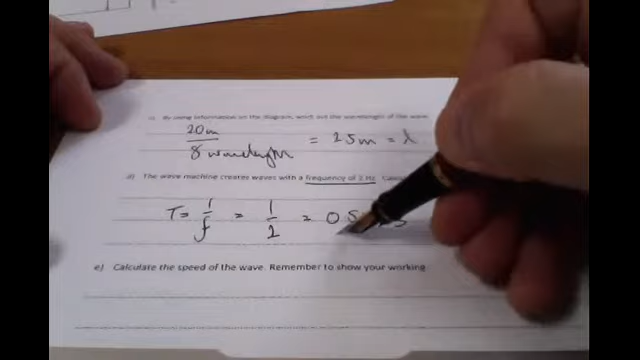 c) By using information on the diagram, work out the wavelength of the wave
20m
8 wavelength = 2.5m = λ
d) The wave machine creates waves with a frequency of 2 Hz.
T = 1/f = 1/2 = 0.5
e) Calculate the speed of the wave. Remember to show your working.